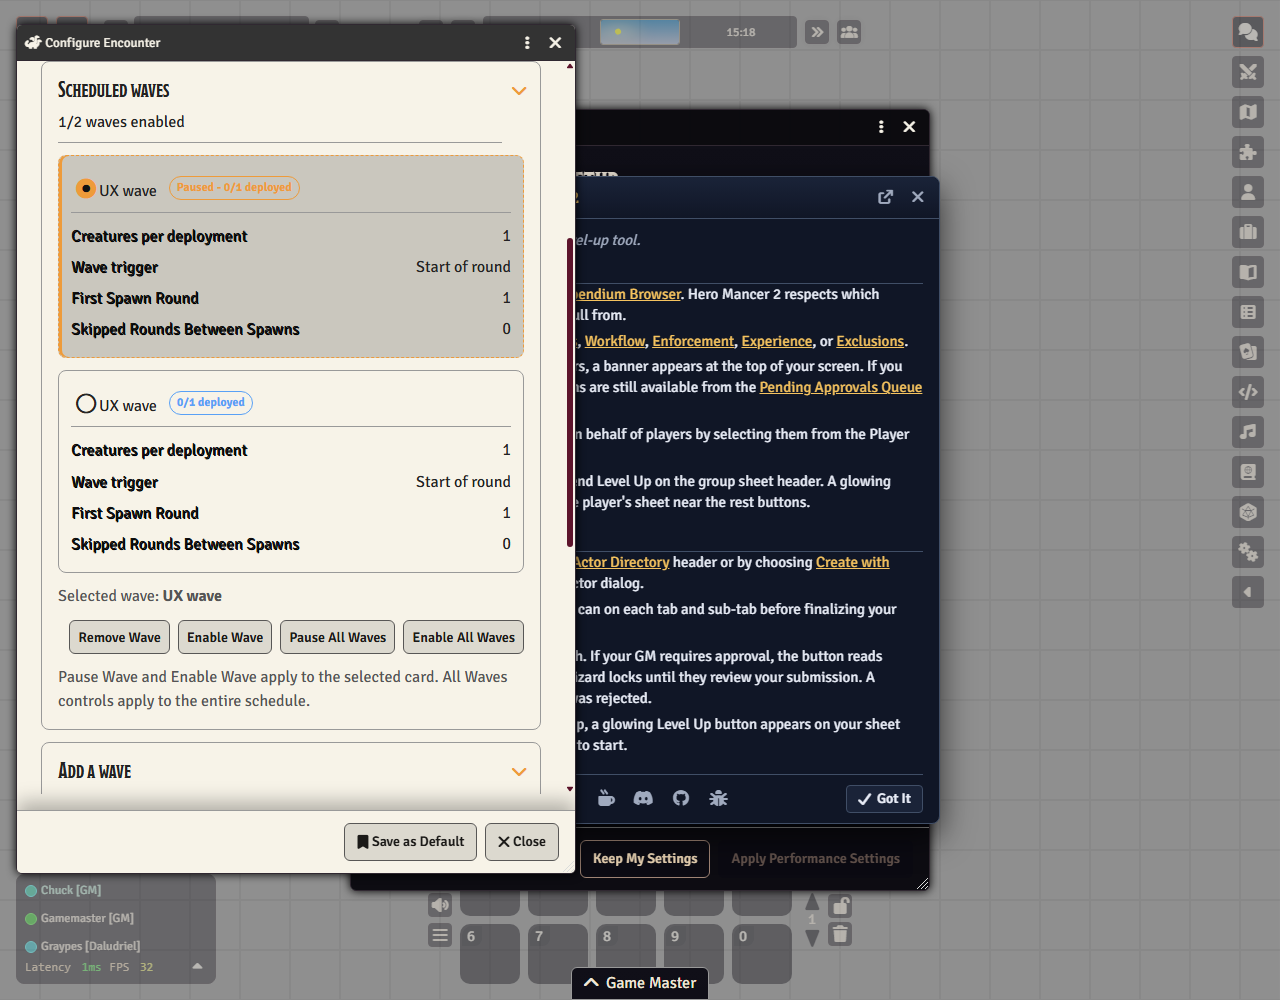 15:18
Configure Encounter
Scheduled waves
1/2 waves enabled
UX wave
Paused - 0/1 deployed
Creatures per deployment 1
Wave trigger Start of round
First Spawn Round 1
Skipped Rounds Between Spawns 0
UX wave
0/1 deployed
Creatures per deployment 1
Wave trigger Start of round
First Spawn Round 1
Skipped Rounds Between Spawns 0
Selected wave: UX wave
Remove Wave
Enable Wave
Pause All Waves
Enable All Waves
Pause Wave and Enable Wave apply to the selected card. All Waves
controls apply to the entire schedule.
Add a wave
Save as Default
Close
el-up tool.
pendium Browser. Hero Mancer 2 respects which
ull from.
, Workflow, Enforcement, Experience, or Exclusions.
rs, a banner appears at the top of your screen. If you
ns are still available from the Pending Approvals Queue
n behalf of players by selecting them from the Player
nd Level Up on the group sheet header. A glowing
e player's sheet near the rest buttons.
Actor Directory header or by choosing Create with
ctor dialog.
can on each tab and sub-tab before finalizing your
h. If your GM requires approval, the button reads
izard locks until they review your submission. A
was rejected.
p, a glowing Level Up button appears on your sheet
to start.
Got It
Keep My Settings
Apply Performance Settings
Chuck [GM]
Gamemaster [GM]
Graypes [Daludriel]
Latency 1ms FPS 32
1
6
7
8
9
0
Game Master